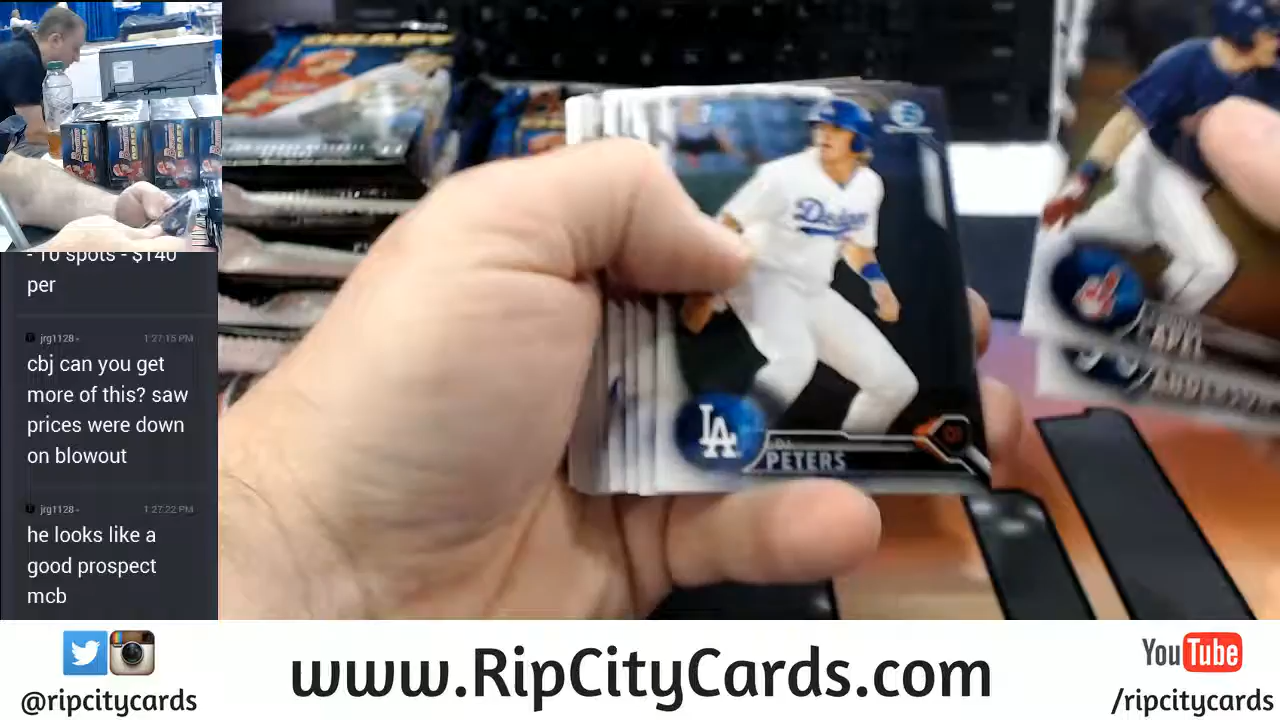 - 10 spots - $140
per
jrg1128
1:27:15 PM
cbj can you get
more of this? saw
prices were down
on blowout
jrg1128
1:27:22 PM
he looks like a
good prospect
mcb
Dodgers
LA
PETERS
@ripcitycards
www.RipCityCards.com
YouTube
/ripcitycards